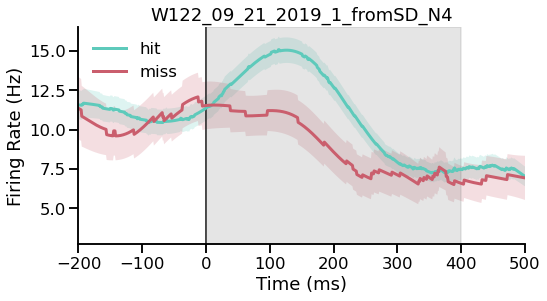 W122_09_21_2019_1_fromSD_N4
hit
miss
Firing Rate (Hz)
15.0
12.5
10.0
7.5
5.0
−200 −100 0 100 200 300 400 500
Time (ms)